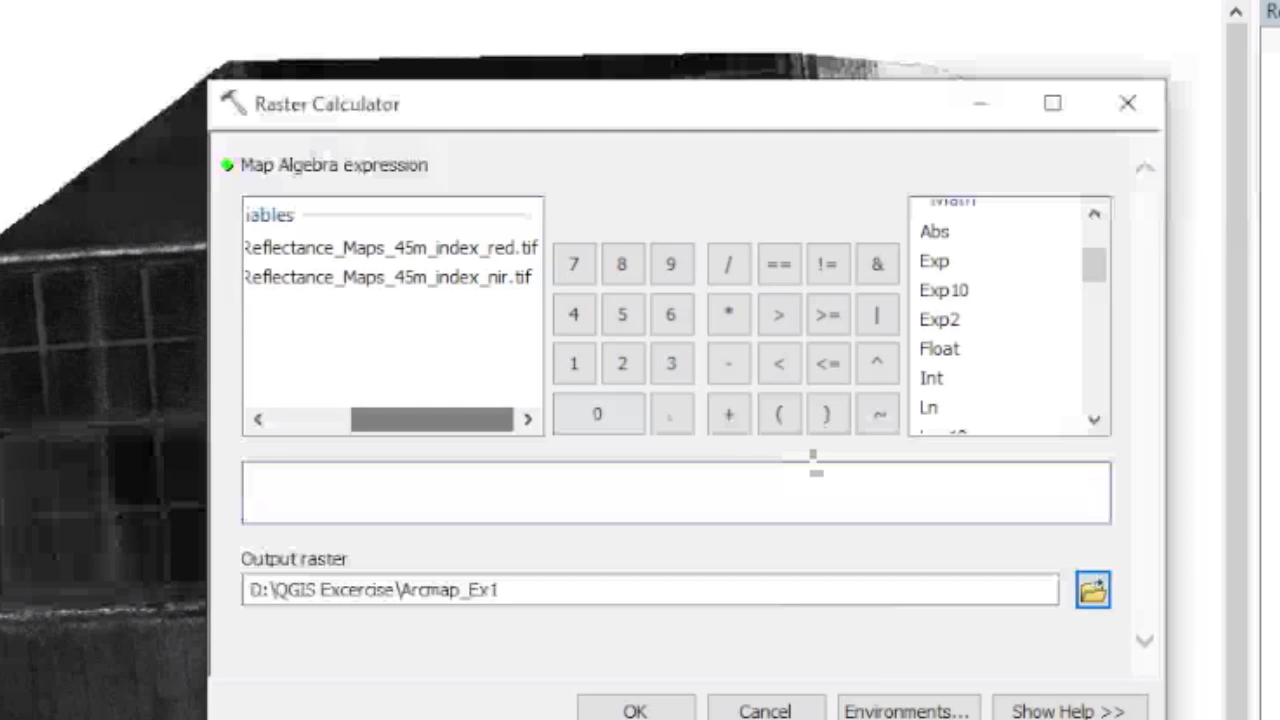 Raster Calculator
Map Algebra expression
iables
Reflectance_Maps_45m_index_red.tif
Reflectance_Maps_45m_index_nir.tif
7 8 9 / == != &
4 5 6 * > >= |
1 2 3 - < <= ^
0 . + ( ) ~
Math
Abs
Exp
Exp10
Exp2
Float
Int
Ln
Output raster
D:\QGIS Excercise\Arcmap_Ex1
OK Cancel Environments... Show Help >>